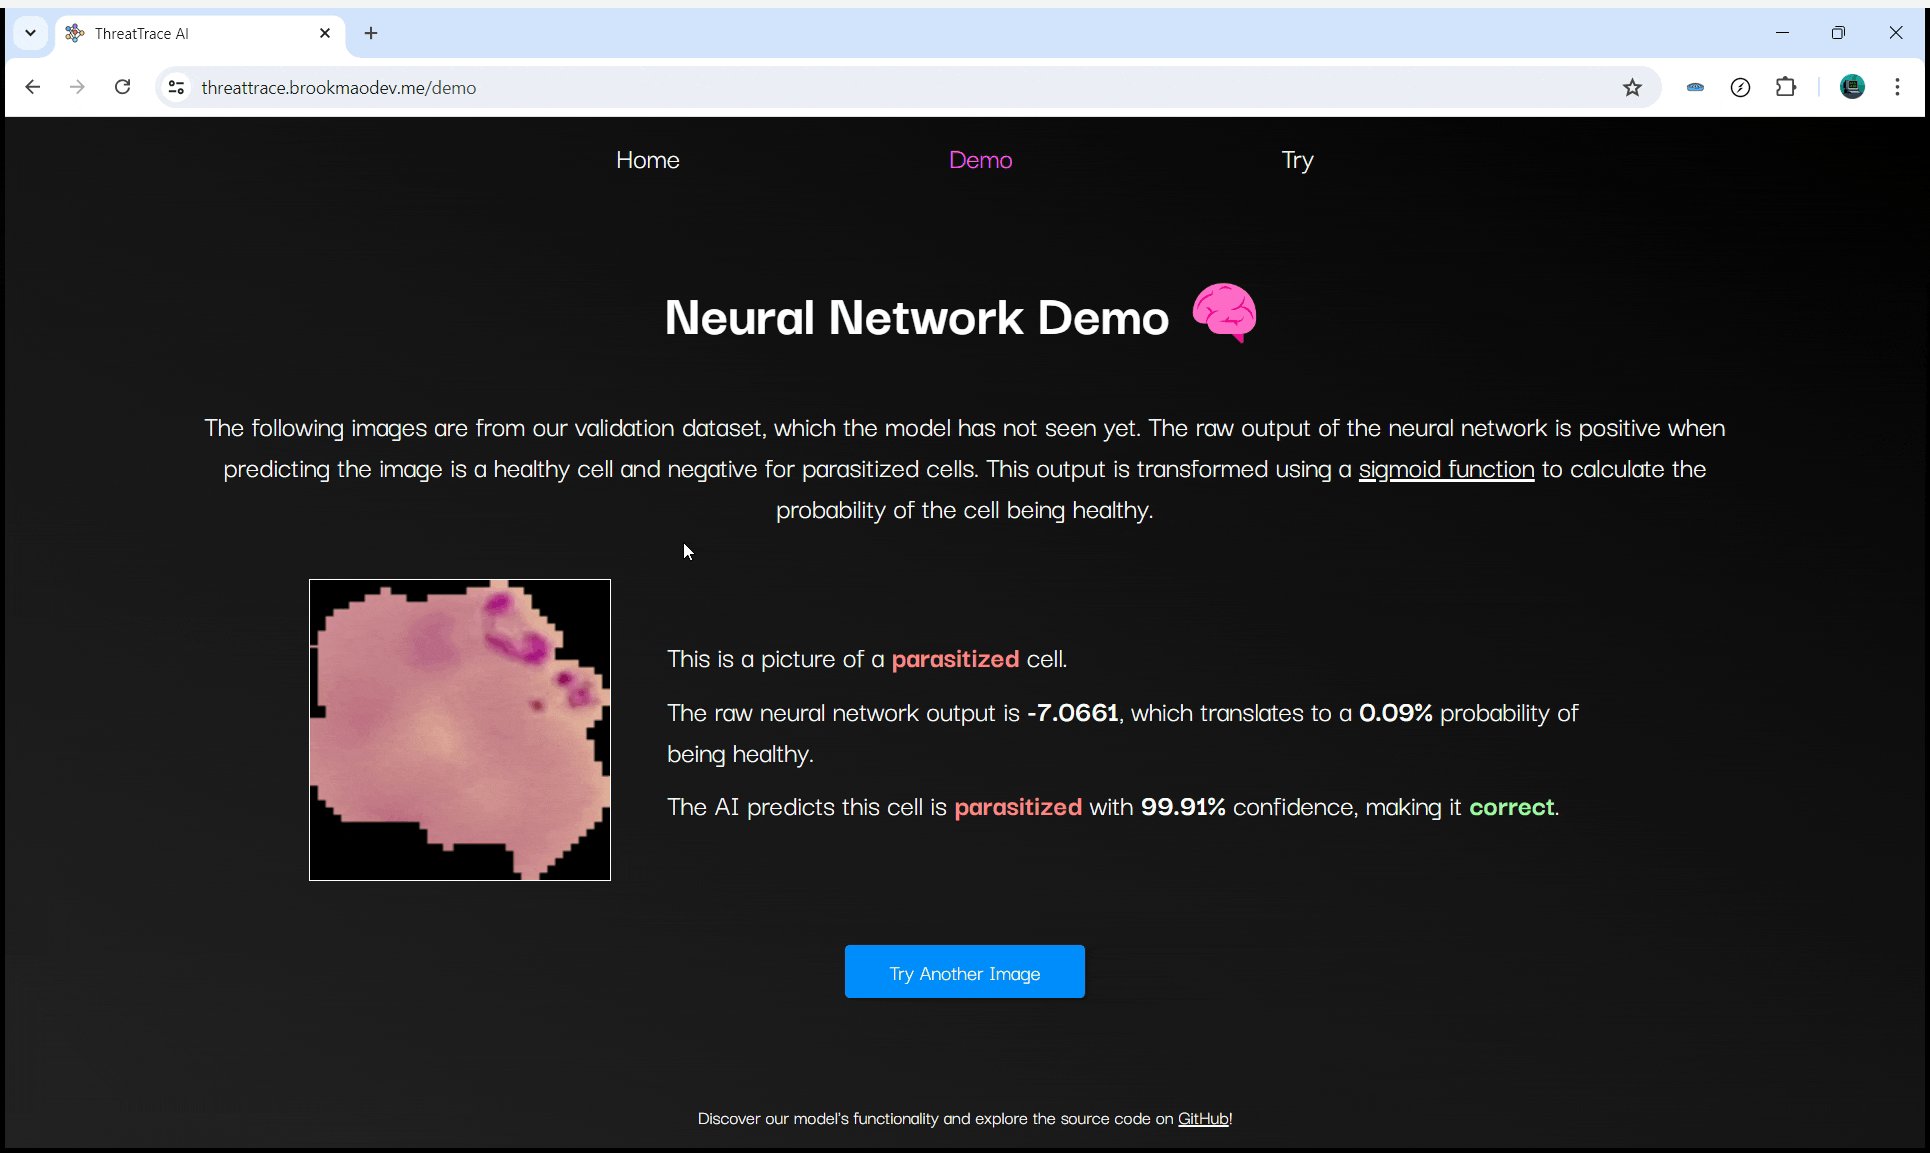 ThreatTrace AI
threattrace.brookmaodev.me/demo
Home Demo Try
Neural Network Demo
The following images are from our validation dataset, which the model has not seen yet. The raw output of the neural network is positive when
predicting the image is a healthy cell and negative for parasitized cells. This output is transformed using a sigmoid function to calculate the
probability of the cell being healthy.
This is a picture of a parasitized cell.
The raw neural network output is -7.0661, which translates to a 0.09% probability of
being healthy.
The AI predicts this cell is parasitized with 99.91% confidence, making it correct.
Try Another Image
Discover our model's functionality and explore the source code on GitHub!